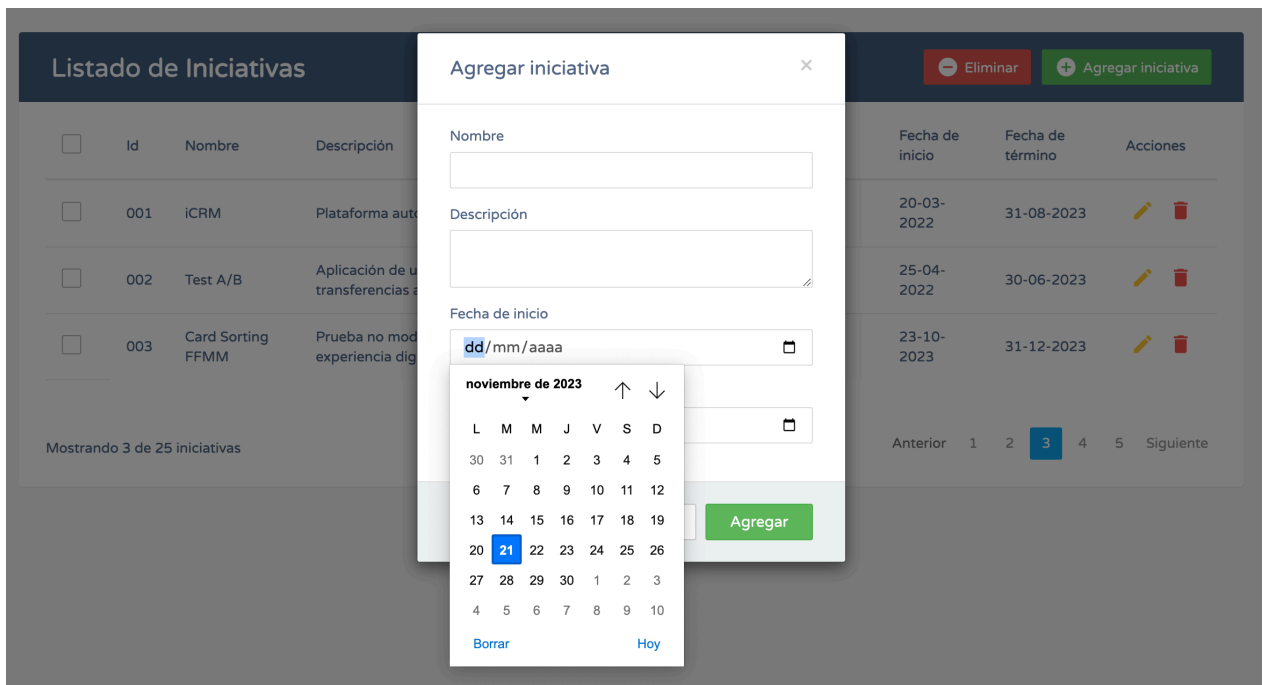 Listado de Iniciativas
Eliminar
Agregar iniciativa
Id Nombre Descripción Fecha de inicio Fecha de término Acciones
001 iCRM Plataforma auto 20-03-2022 31-08-2023
002 Test A/B Aplicación de u
transferencias a 25-04-2022 30-06-2023
003 Card Sorting FFMM Prueba no mod
experiencia dig 23-10-2023 31-12-2023
Mostrando 3 de 25 iniciativas
Anterior 1 2 3 4 5 Siguiente
Agregar iniciativa ×
Nombre
Descripción
Fecha de inicio
dd/mm/aaaa
noviembre de 2023
L M M J V S D
30 31 1 2 3 4 5
6 7 8 9 10 11 12
13 14 15 16 17 18 19
20 21 22 23 24 25 26
27 28 29 30 1 2 3
4 5 6 7 8 9 10
Borrar Hoy
Agregar